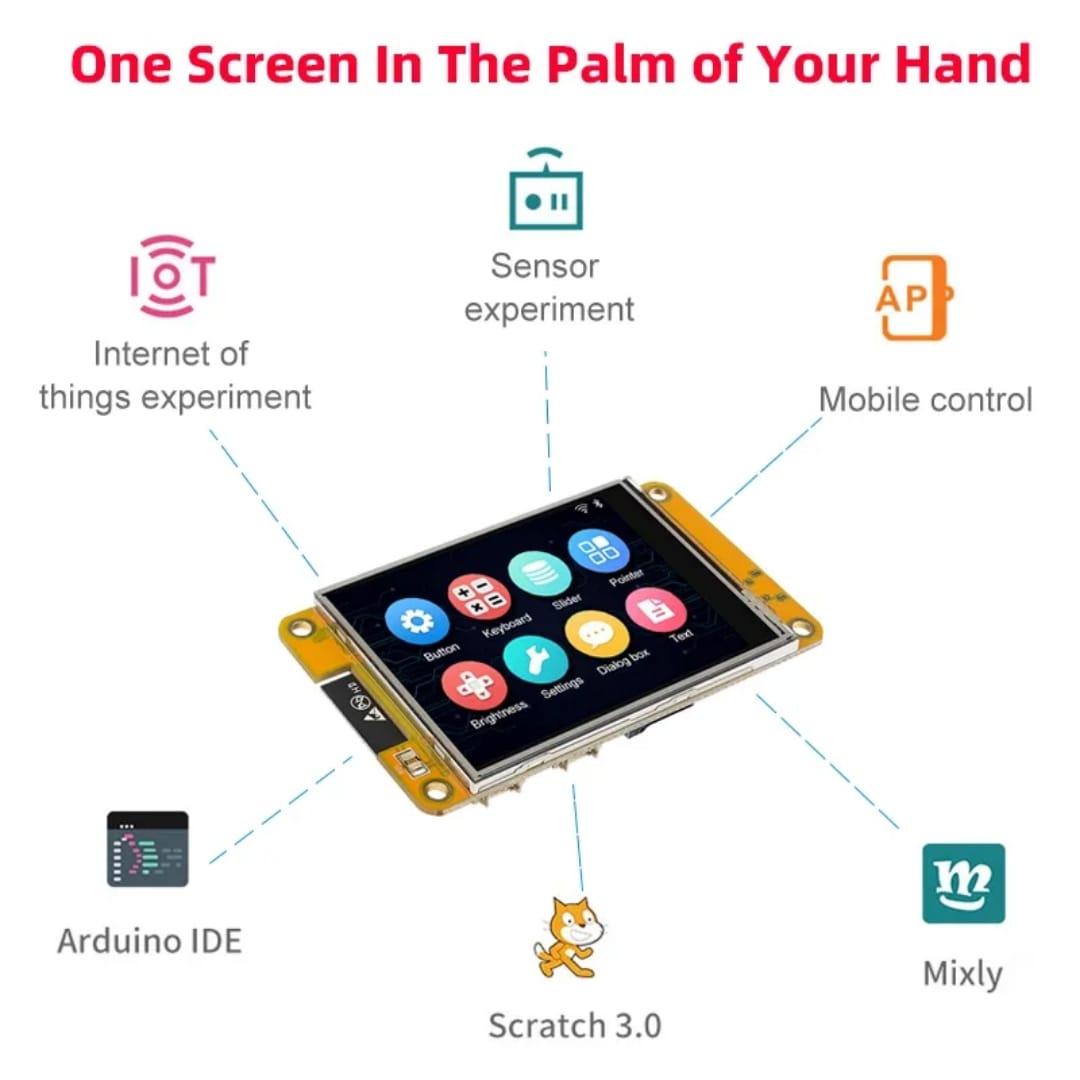 One Screen In The Palm of Your Hand
Sensor
experiment
IOT
Internet of
things experiment
APP
Mobile control
Button
Keyboard
Slider
Pointer
Brightness
Settings
Dialog box
Text
Arduino IDE
Scratch 3.0
m
Mixly